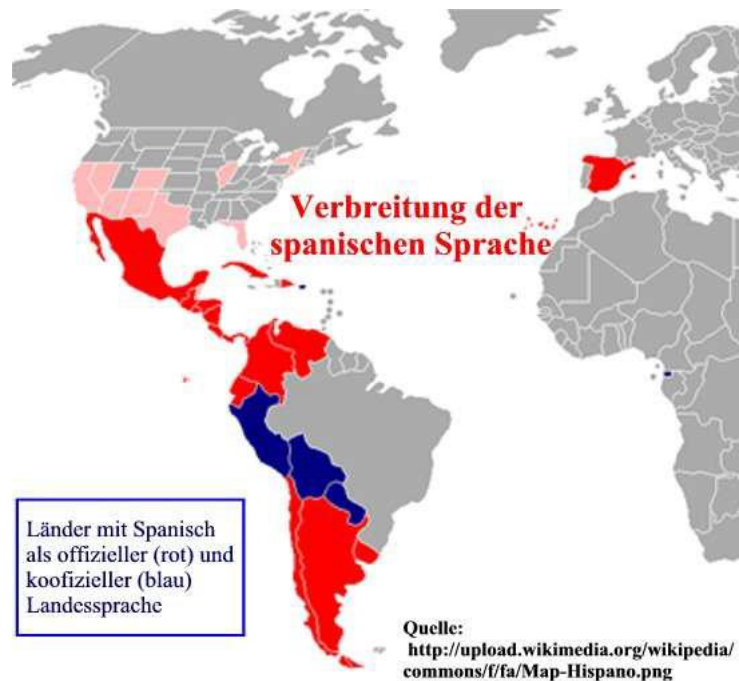 Verbreitung der
spanischen Sprache
Länder mit Spanisch
als offizieller (rot) und
koofizieller (blau)
Landessprache
Quelle:
http://upload.wikimedia.org/wikipedia/
commons/f/fa/Map-Hispano.png